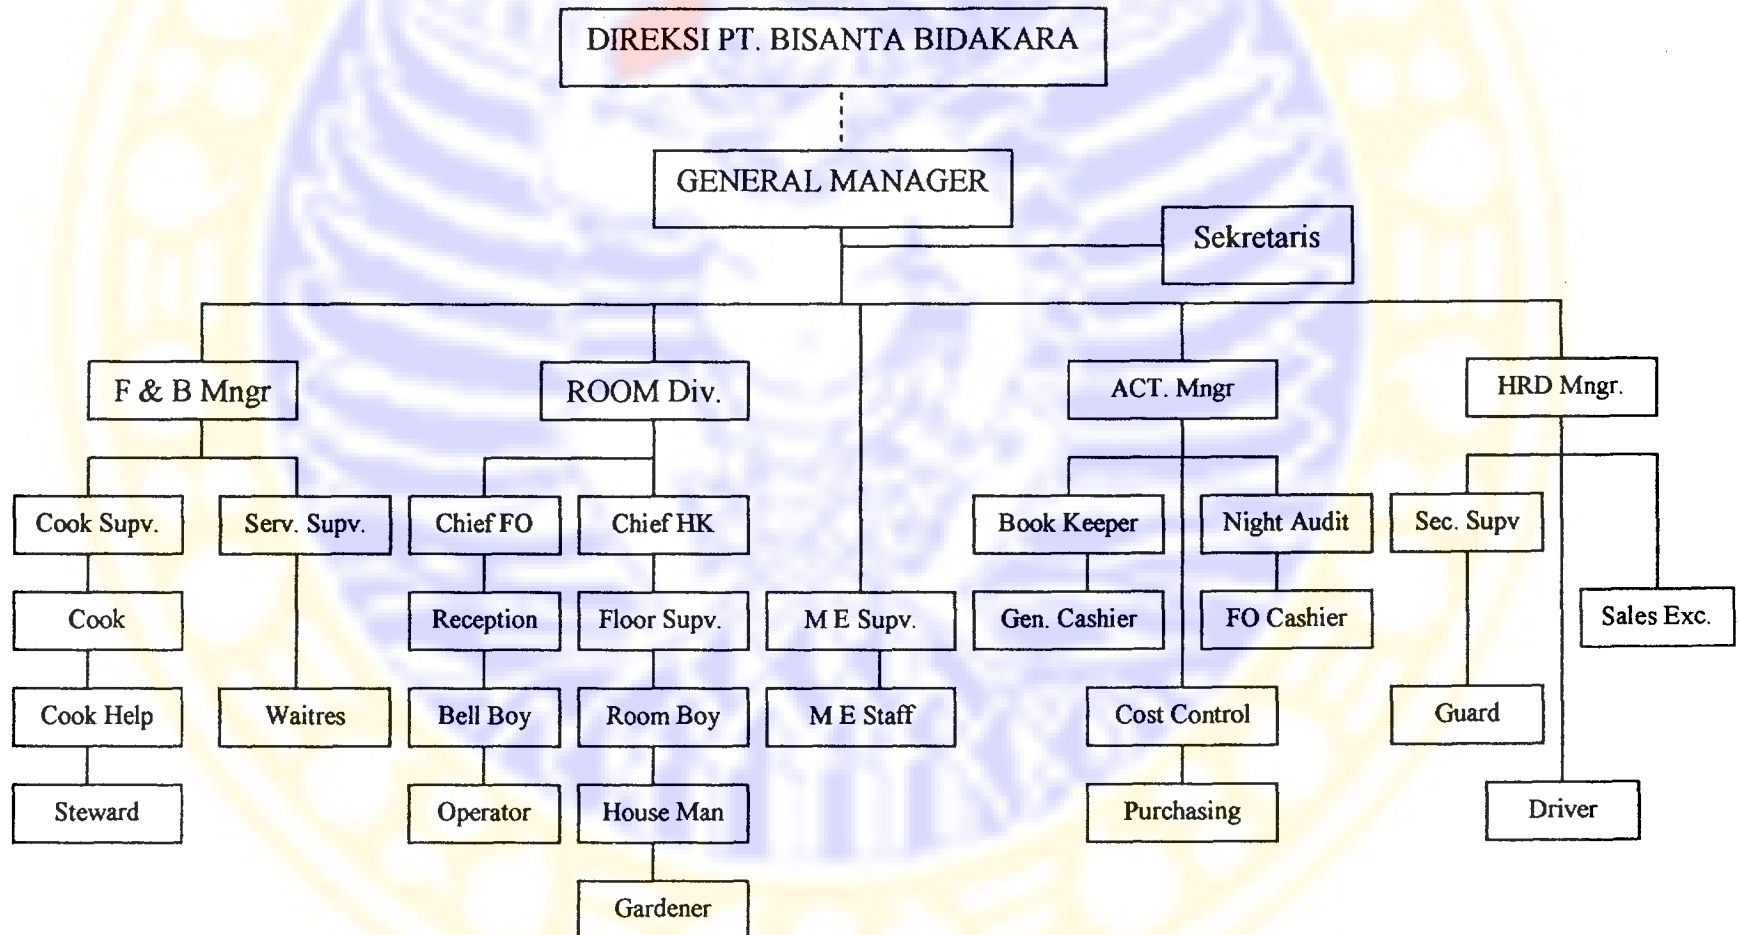 DIREKSI PT. BISANTA BIDAKARA
GENERAL MANAGER
Sekretaris
F & B Mngr
ROOM Div.
ACT. Mngr
HRD Mngr.
Cook Supv.
Serv. Supv.
Chief FO
Chief HK
Book Keeper
Night Audit
Sec. Supv
Cook
Reception
Floor Supv.
M E Supv.
Gen. Cashier
FO Cashier
Sales Exc.
Cook Help
Waitres
Bell Boy
Room Boy
M E Staff
Cost Control
Guard
Steward
Operator
House Man
Purchasing
Driver
Gardener